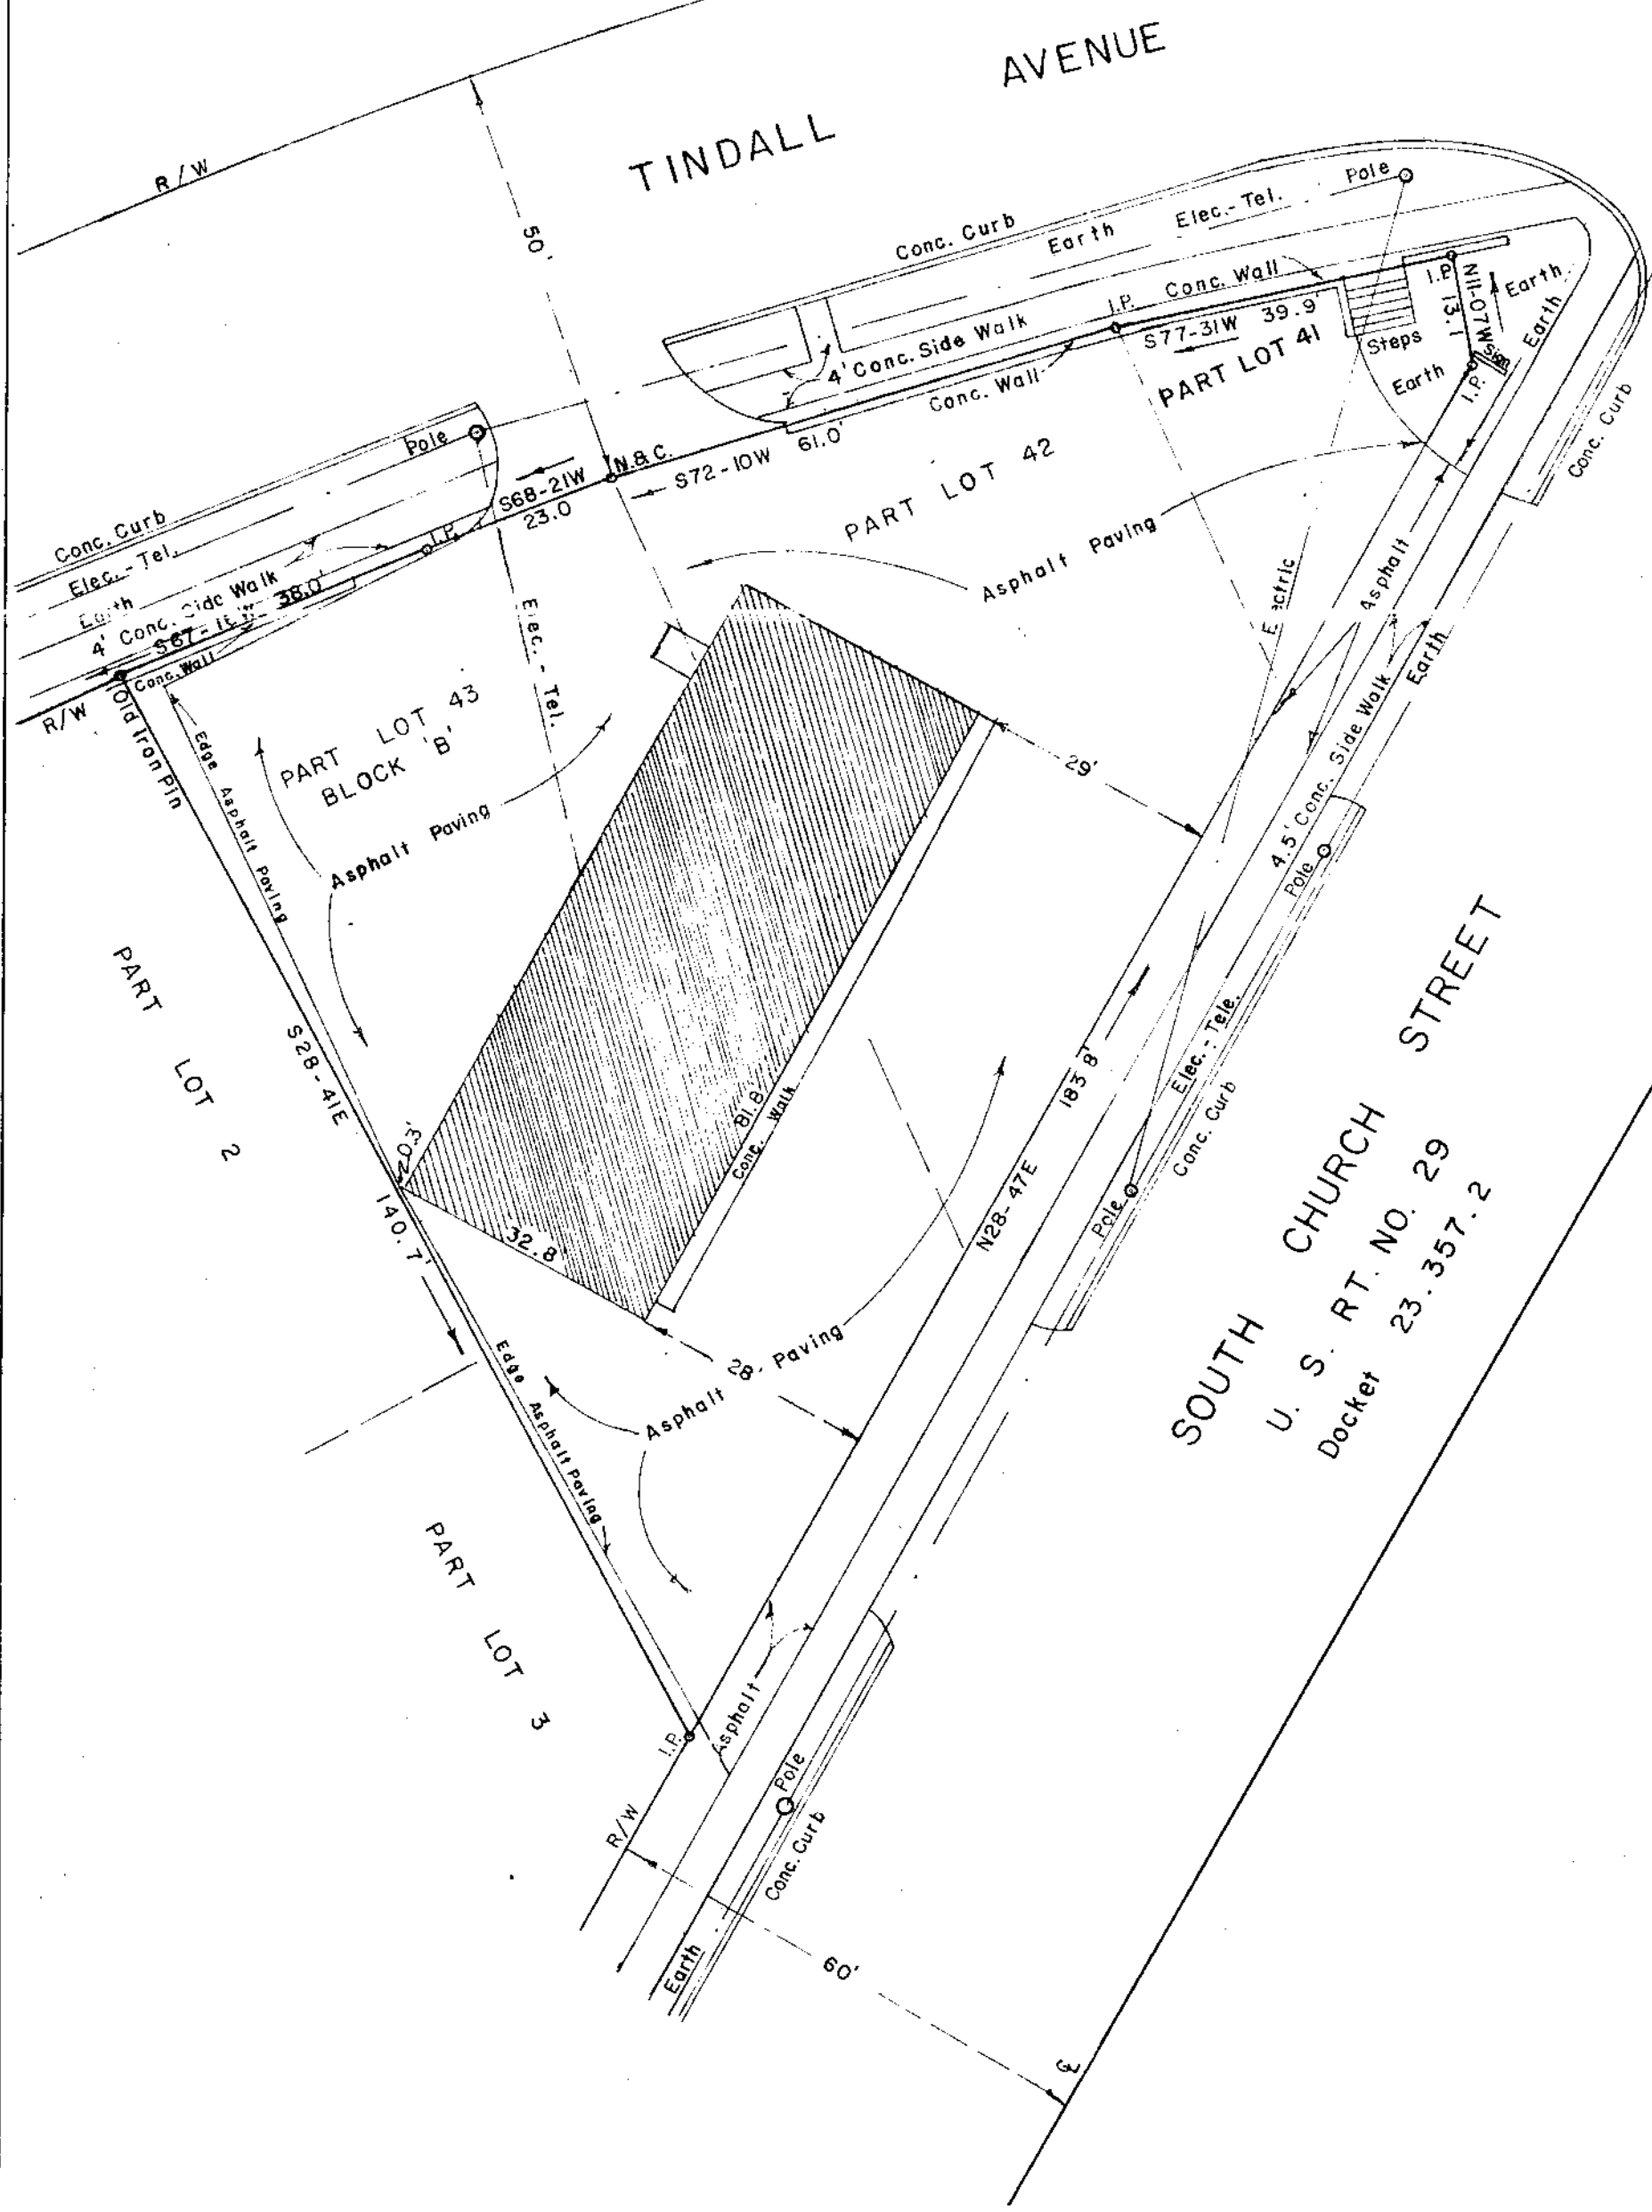 AVENUE
TINDALL
R/W
50'
Pole
Elec.-Tel.
Earth
Conc. Curb
Conc. Wall
I.P.
I.P.
N11-07W
13.1
Earth
Earth
Sign
I.P.
Steps
Earth
S77-31W 39.9'
PART LOT 41
4' Conc. Side Walk
Conc. Wall
Conc. Curb
Pole
N.&C.
S72-10W 61.0'
S68-21W
23.0
PART LOT 42
I.P.
Conc. Curb
Elec.-Tel.
Earth
4' Conc. Side Walk
38.0'
Conc. Wall
R/W
Old Iron Pin
Edge Asphalt Paving
PART LOT 43
BLOCK 'B'
Elec.-Tel.
Asphalt Paving
Asphalt Paving
Electric
Asphalt
Earth
4.5' Conc. Side Walk
Pole
29'
PART LOT 2
S28-41E
140.7'
20.3'
32.8'
81.8'
Conc. Walk
183.8'
N28-47E
Elec.-Tele.
Conc. Curb
Pole
SOUTH CHURCH STREET
U. S. RT. NO. 29
Docket 23.357.2
28'
Asphalt Paving
Edge Asphalt Paving
PART LOT 3
I.P.
Asphalt
R/W
Pole
Conc. Curb
Earth
60'
℄